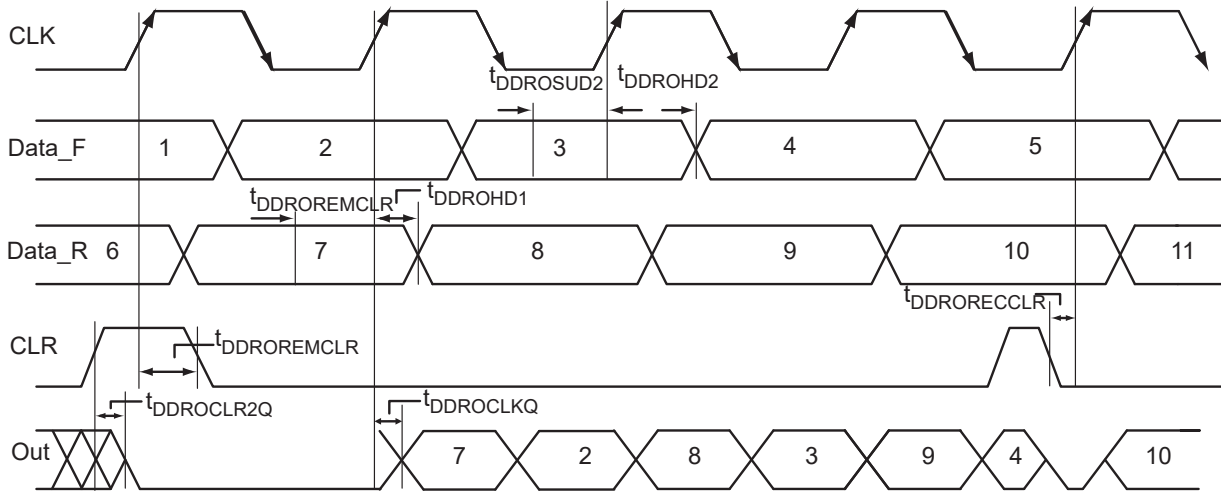 CLK
tDDROSUD2 tDDROHD2
Data_F 1 2 3 4 5
tDDROREMCLR tDDROHD1
Data_R 6 7 8 9 10 11
tDDRORECCLR
CLR
tDDROREMCLR
tDDROCLR2Q tDDROCLKQ
Out 7 2 8 3 9 4 10